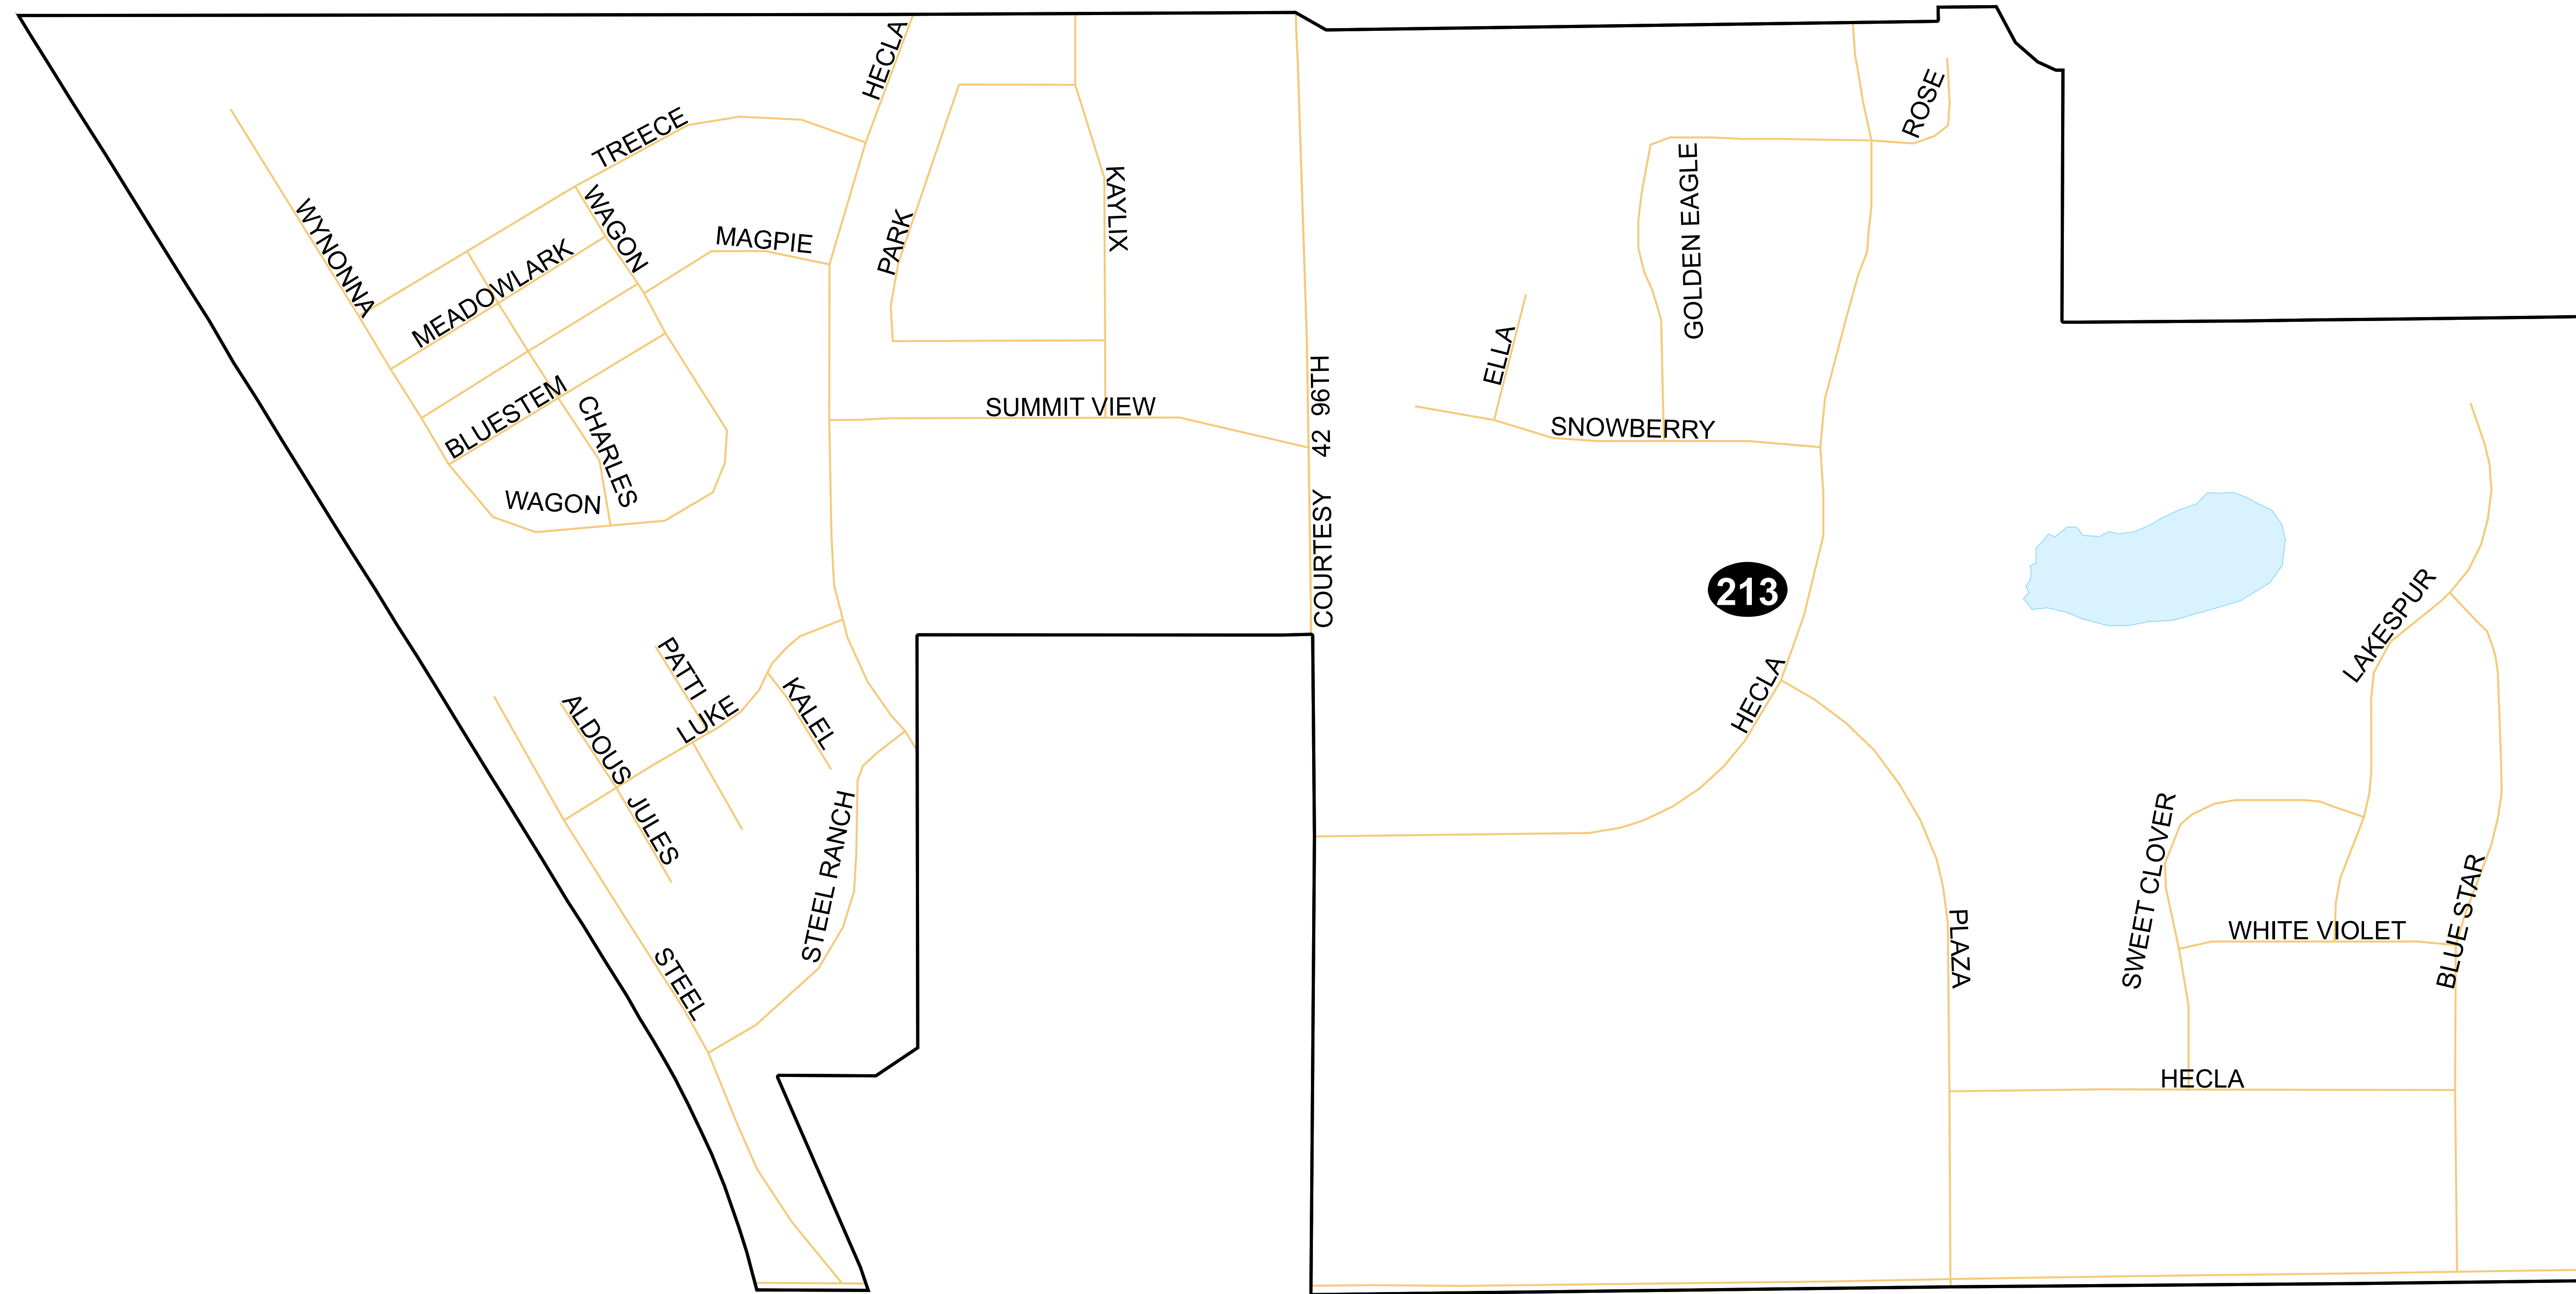 HECLA
TREECE
ROSE
WYNONNA
WAGON
MAGPIE
PARK
KAYLIX
GOLDEN EAGLE
MEADOWLARK
BLUESTEM
CHARLES
WAGON
SUMMIT VIEW
COURTESY 42 96TH
ELLA
SNOWBERRY
213
LAKESPUR
PATTI
LUKE
KALEL
ALDOUS
JULES
HECLA
STEEL RANCH
STEEL
PLAZA
SWEET CLOVER
WHITE VIOLET
BLUE STAR
HECLA